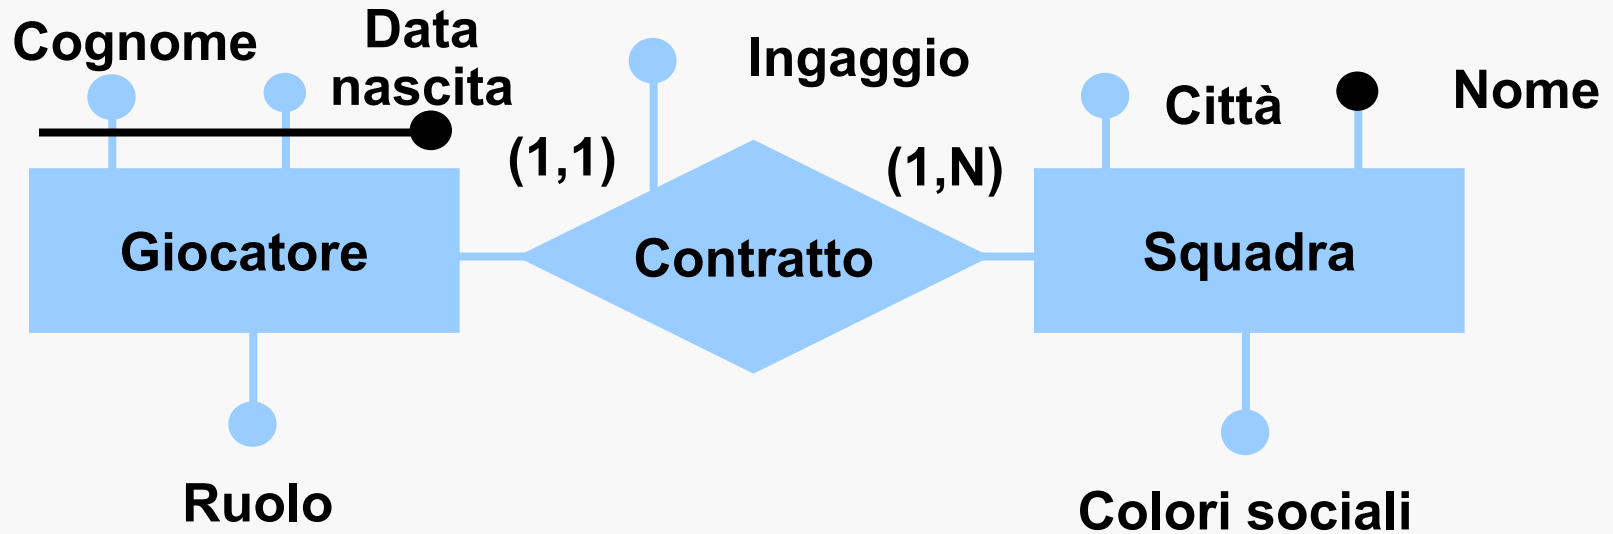 Cognome
Data
nascita
Ingaggio
Città
Nome
(1,1)
(1,N)
Giocatore
Contratto
Squadra
Ruolo
Colori sociali